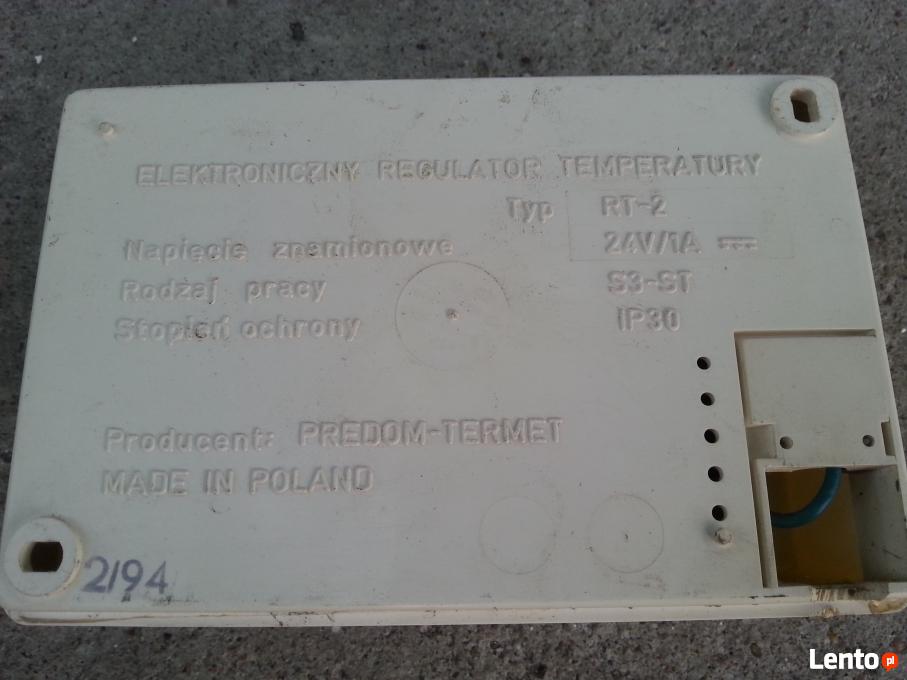 ELEKTRONICZNY REGULATOR TEMPERATURY
Typ RT-2
Napięcie znamionowe 24V/1A
Rodzaj pracy S3-ST
Stopień ochrony IP30
Producent: PREDOM-TERMET
MADE IN POLAND
2/94
Lento pl